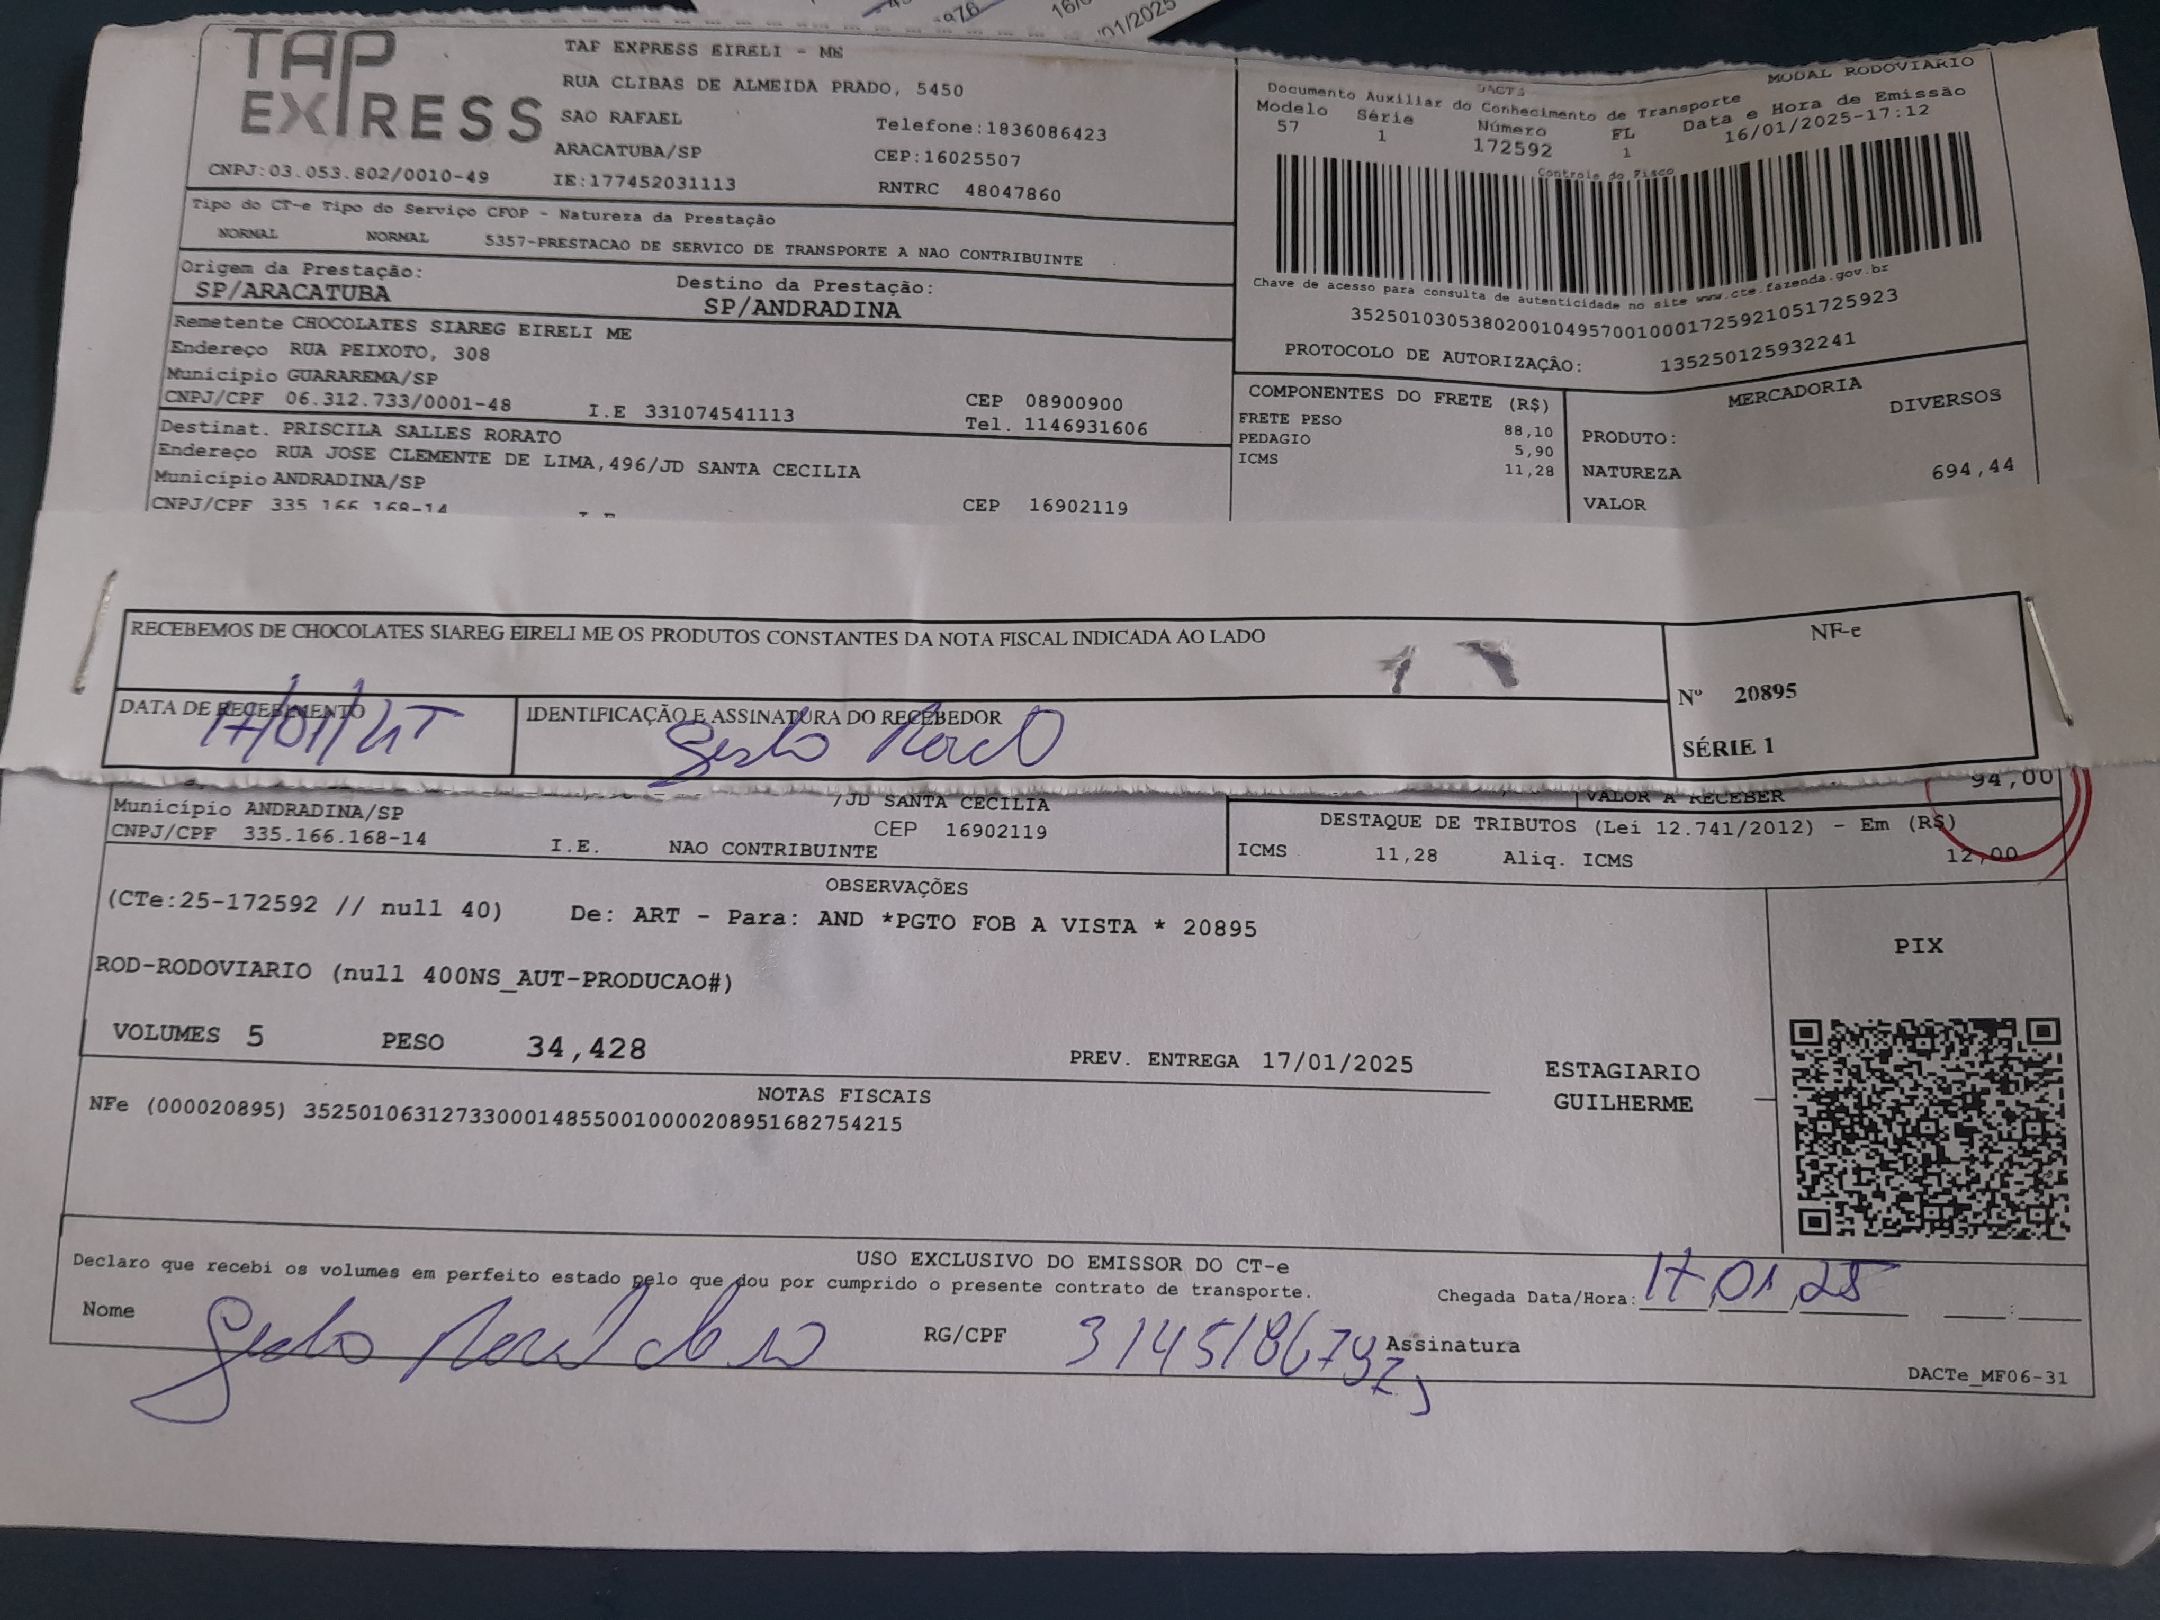 976
16/0
01/2025
TAP
EXPRESS
TAF EXPRESS EIRELI - ME
RUA CLIBAS DE ALMEIDA PRADO, 5450
SAO RAFAEL
Telefone:1836086423
ARACATUBA/SP
CEP:16025507
CNPJ:03.053.802/0010-49
IE:177452031113
RNTRC 48047860
DACTE
MODAL RODOVIARIO
Documento Auxiliar do Conhecimento de Transporte
Modelo Série Número FL Data e Hora de Emissão
57 1 172592 1 16/01/2025-17:12
Controle do Fisco
Chave de acesso para consulta de autenticidade no site www.cte.fazenda.gov.br
35250103053802001049570010001725921051725923
PROTOCOLO DE AUTORIZAÇÃO: 135250125932241
Tipo do CT-e Tipo do Serviço CFOP - Natureza da Prestação
NORMAL NORMAL 5357-PRESTACAO DE SERVICO DE TRANSPORTE A NAO CONTRIBUINTE
Origem da Prestação: Destino da Prestação:
SP/ARACATUBA SP/ANDRADINA
Remetente CHOCOLATES SIAREG EIRELI ME
Endereço RUA PEIXOTO, 308
Município GUARAREMA/SP CEP 08900900
CNPJ/CPF 06.312.733/0001-48 I.E 331074541113 Tel. 1146931606
Destinat. PRISCILA SALLES RORATO
Endereço RUA JOSE CLEMENTE DE LIMA,496/JD SANTA CECILIA
Município ANDRADINA/SP CEP 16902119
CNPJ/CPF 335.166.168-14
COMPONENTES DO FRETE (R$)
FRETE PESO 88,10
PEDAGIO 5,90
ICMS 11,28
MERCADORIA
PRODUTO: DIVERSOS
NATUREZA
VALOR 694,44
RECEBEMOS DE CHOCOLATES SIAREG EIRELI ME OS PRODUTOS CONSTANTES DA NOTA FISCAL INDICADA AO LADO
NF-e
Nº 20895
SÉRIE 1
DATA DE RECEBIMENTO
IDENTIFICAÇÃO E ASSINATURA DO RECEBEDOR
VALOR A RECEBER 94,00
/JD SANTA CECILIA
Município ANDRADINA/SP CEP 16902119
CNPJ/CPF 335.166.168-14 I.E. NAO CONTRIBUINTE
DESTAQUE DE TRIBUTOS (Lei 12.741/2012) - Em (R$)
ICMS 11,28 Aliq. ICMS 12,00
OBSERVAÇÕES
(CTe:25-172592 // null 40) De: ART - Para: AND *PGTO FOB A VISTA * 20895
ROD-RODOVIARIO (null 400NS_AUT-PRODUCAO#)
PIX
VOLUMES 5 PESO 34,428
PREV. ENTREGA 17/01/2025
ESTAGIARIO
GUILHERME
NOTAS FISCAIS
NFe (000020895) 35250106312733000148550010000208951682754215
USO EXCLUSIVO DO EMISSOR DO CT-e
Declaro que recebi os volumes em perfeito estado pelo que dou por cumprido o presente contrato de transporte.
Chegada Data/Hora: 17,01,25 :
Nome RG/CPF Assinatura
DACTe_MF06-31